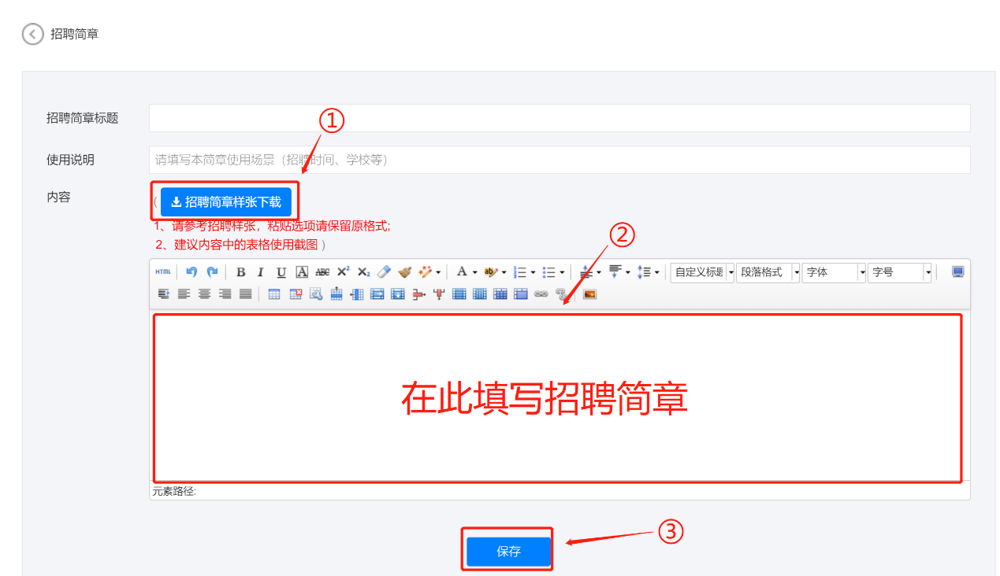 招聘简章
招聘简章标题
①
使用说明
请填写本简章使用场景（招聘时间、学校等）
内容
（ 招聘简章样张下载
1、请参考招聘样张，粘贴选项请保留原格式;
2、建议内容中的表格使用截图 ）
②
HTML B I U A ABC X² X₂ A ab 自定义标题 段落格式 字体 字号
在此填写招聘简章
元素路径:
③
保存